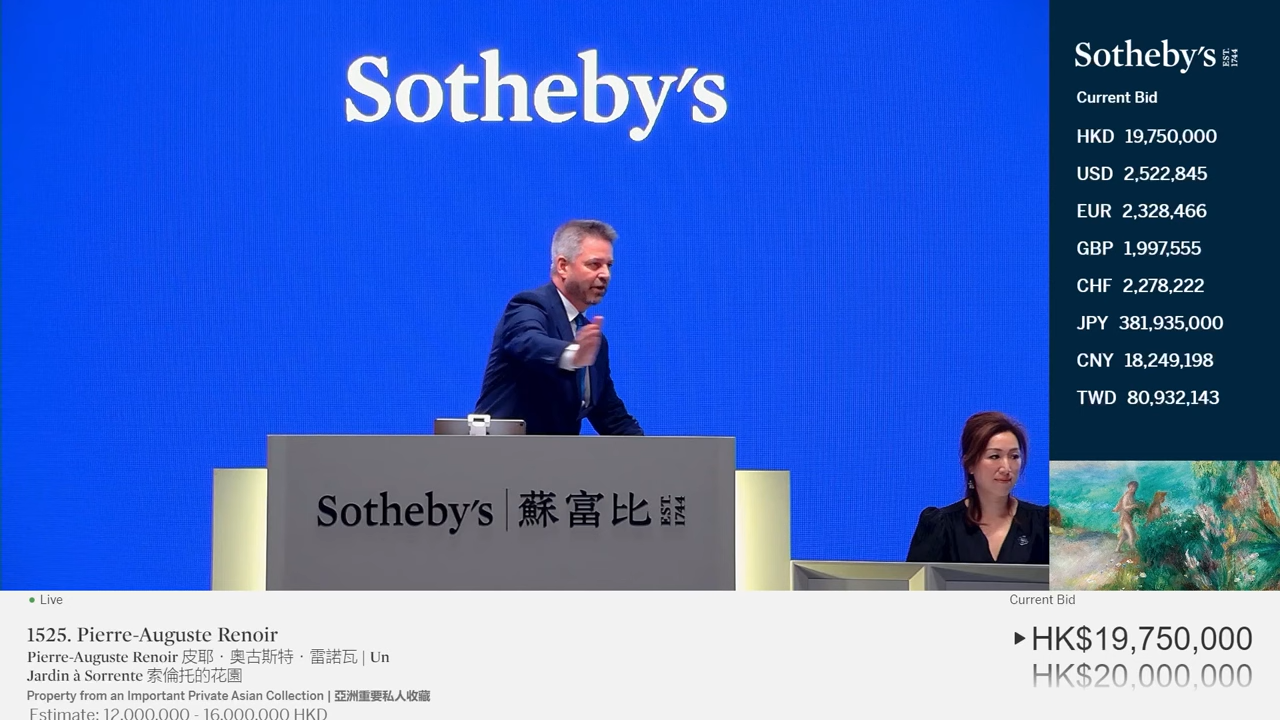 Sotheby's
Sotheby's EST. 1744
Current Bid
HKD 19,750,000
USD 2,522,845
EUR 2,328,466
GBP 1,997,555
CHF 2,278,222
JPY 381,935,000
CNY 18,249,198
TWD 80,932,143
Sotheby's | 蘇富比 EST. 1744
Live
Current Bid
1525. Pierre-Auguste Renoir
Pierre-Auguste Renoir 皮耶・奧古斯特・雷諾瓦 | Un
Jardin à Sorrente 索倫托的花園
Property from an Important Private Asian Collection | 亞洲重要私人收藏
Estimate: 12,000,000 - 16,000,000 HKD
HK$19,750,000
HK$20,000,000